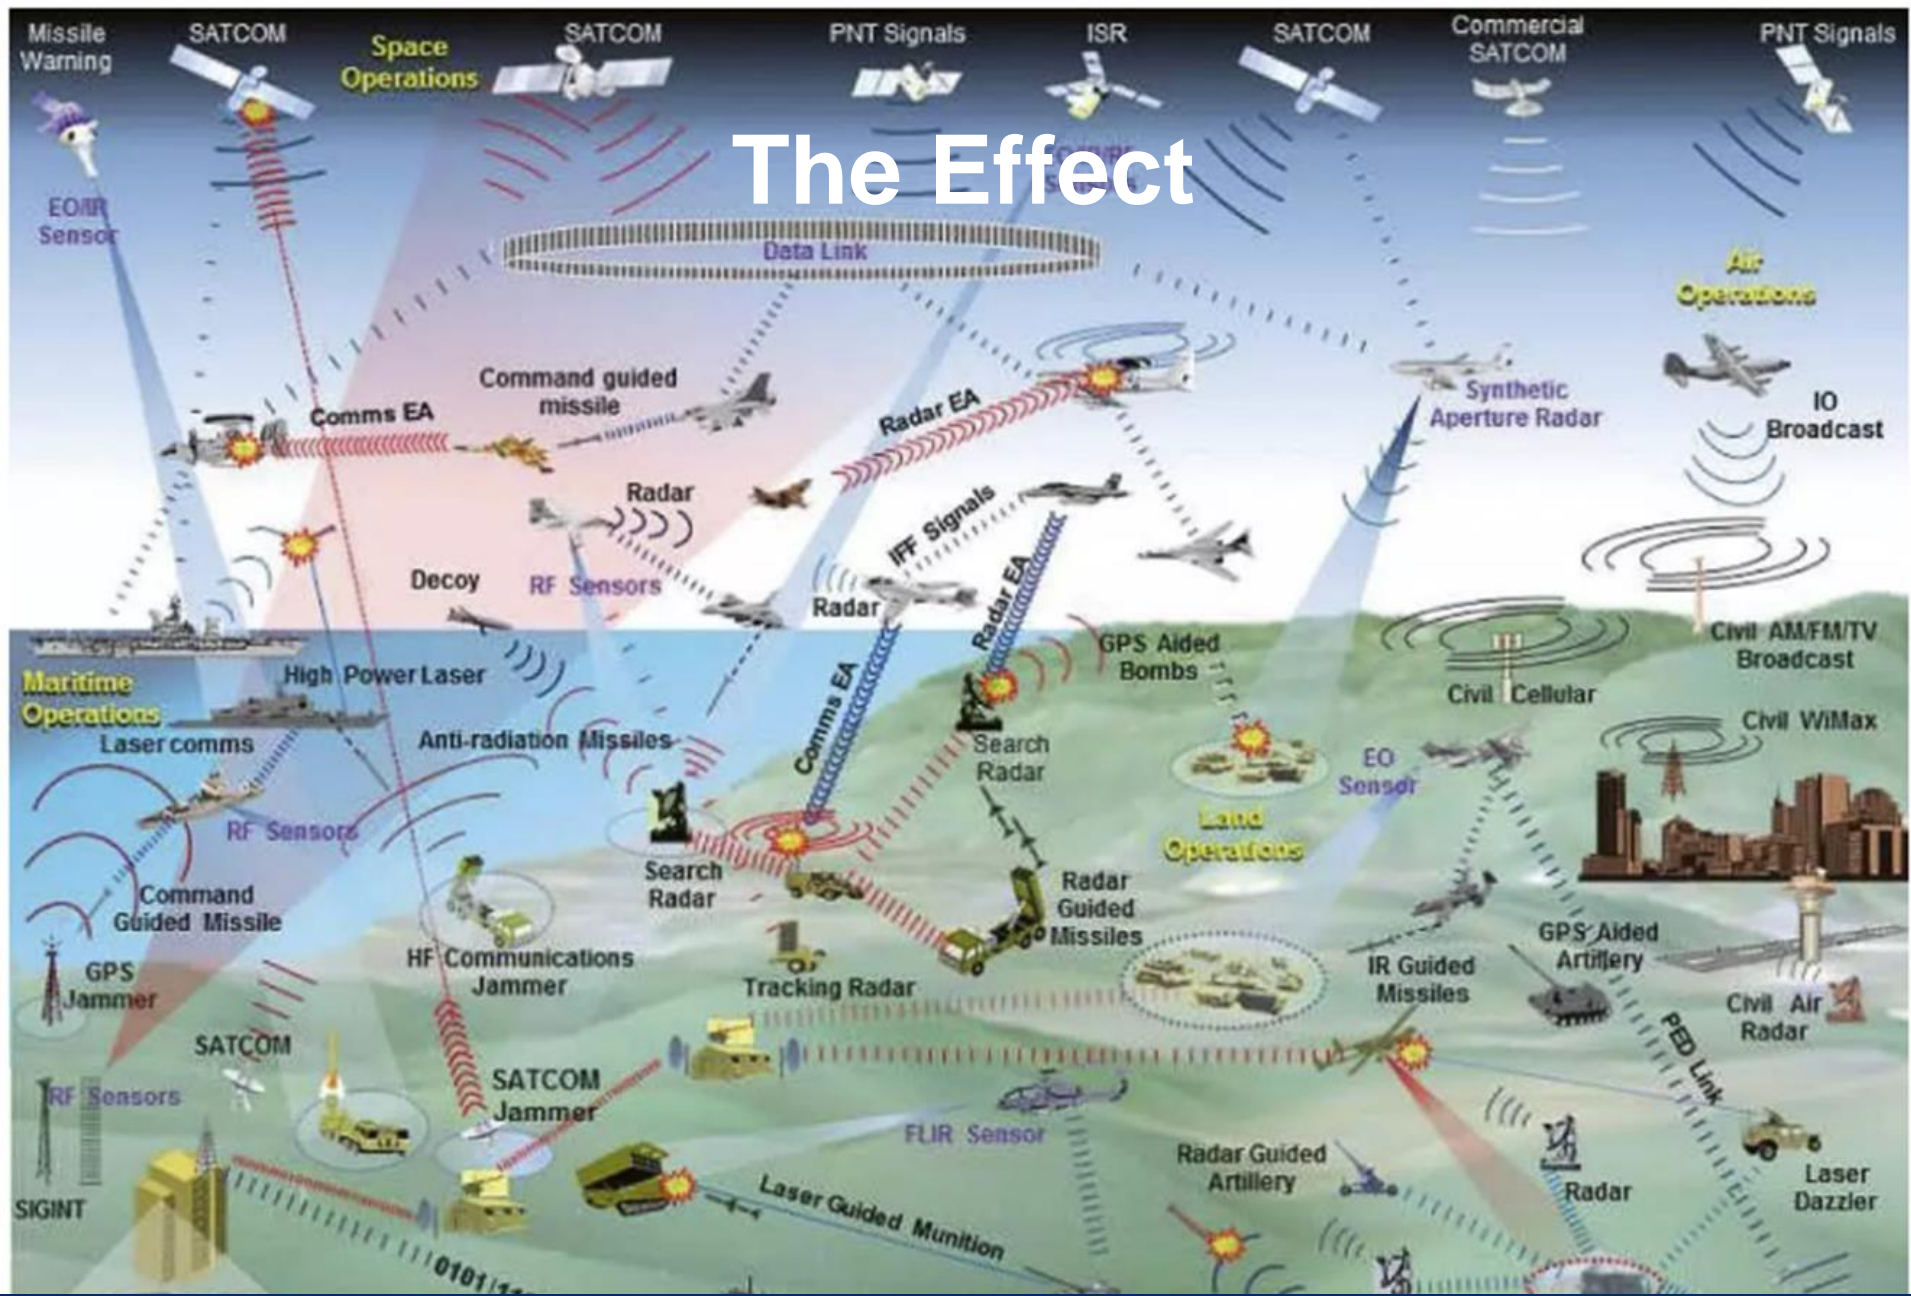 Missile
Warning
SATCOM
Space
Operations
SATCOM
PNT Signals
ISR
SATCOM
Commercial
SATCOM
PNT Signals
The Effect
EO/IR
Sensor
Data Link
Air
Operations
Command guided
missile
Comms EA
Radar EA
Synthetic
Aperture Radar
IO
Broadcast
Radar
IFF Signals
Decoy
RF Sensors
Radar
Radar EA
GPS Aided
Bombs
Civil AM/FM/TV
Broadcast
Civil Cellular
Maritime
Operations
High Power Laser
Laser comms
Anti-radiation Missiles
Comms EA
Search
Radar
EO
Sensor
Civil WiMax
RF Sensors
Land
Operations
Command
Guided Missile
Search
Radar
Radar
Guided
Missiles
GPS
Jammer
HF Communications
Jammer
Tracking Radar
IR Guided
Missiles
GPS Aided
Artillery
Civil Air
Radar
SATCOM
PED Link
RF Sensors
SATCOM
Jammer
FLIR Sensor
Radar Guided
Artillery
Radar
Laser
Dazzler
SIGINT
Laser Guided Munition